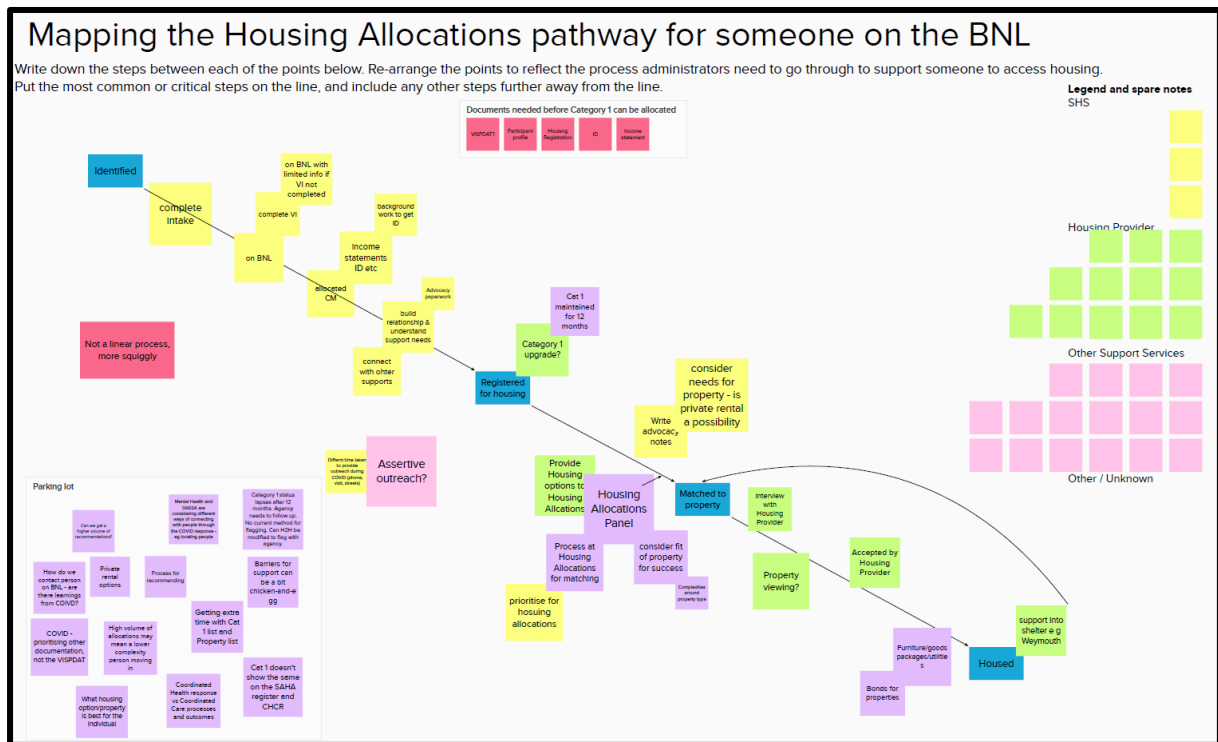 Mapping the Housing Allocations pathway for someone on the BNL
Write down the steps between each of the points below. Re-arrange the points to reflect the process administrators need to go through to support someone to access housing.
Put the most common or critical steps on the line, and include any other steps further away from the line.
Legend and spare notes
SHS
Housing Provider
Other Support Services
Other / Unknown
Documents needed before Category 1 can be allocated
VISPDAT?
Participant
profile
Housing
Registration
ID
Income
statement
Identified
complete
intake
on BNL with
limited info if
VI not
completed
complete VI
on BNL
background
work to get
ID
Income
statements
ID etc
allocated
CM
Advocacy
paperwork
build
relationship &
understand
support needs
connect
with ohter
supports
Not a linear process,
more squiggly
Cat 1
maintained
for 12
months
Category 1
upgrade?
Registered
for housing
consider
needs for
property - is
private rental
a possibility
Write
advocacy
notes
Differnt time taken
to provide
outreach during
COVID (phone,
visit, streets)
Assertive
outreach?
Provide
Housing
options to
Housing
Allcations
Housing
Allocations
Panel
Matched to
property
Process at
Housing
Allocations
for matching
consider fit
of property
for success
Complexities
around
property type
prioritise for
hosuing
allocations
Interview
with
Housing
Provider
Property
viewing?
Accepted by
Housing
Provider
support into
shelter e g
Weymouth
Housed
Furniture/goods
packages/utilitie
s
Bonds for
properties
Parking lot
Can we get a
higher volume of
recommendations?
Mental Health and
DASSA are
considering different
ways of connecting
with people through
the COVID response -
eg locating people
Category 1 status
lapses after 12
months. Agency
needs to follow up.
No current method for
flagging. Can H2H be
modified to flag with
agency.
How do we
contact person
on BNL - are
there learnings
from COIVD?
Private
rental
options
Process for
recommending
Barriers for
support can
be a bit
chicken-and-e
gg
COVID -
prioritising other
documentation,
not the VISPDAT
High volume of
allocations may
mean a lower
complexity
person moving
in
Getting extra
time with Cat
1 list and
Property list
What housing
option/property
is best for the
individual
Coordinated
Health response
vs Coordinated
Care processes
and outcomes
Cat 1 doesn't
show the same
on the SAHA
register and
CHCR